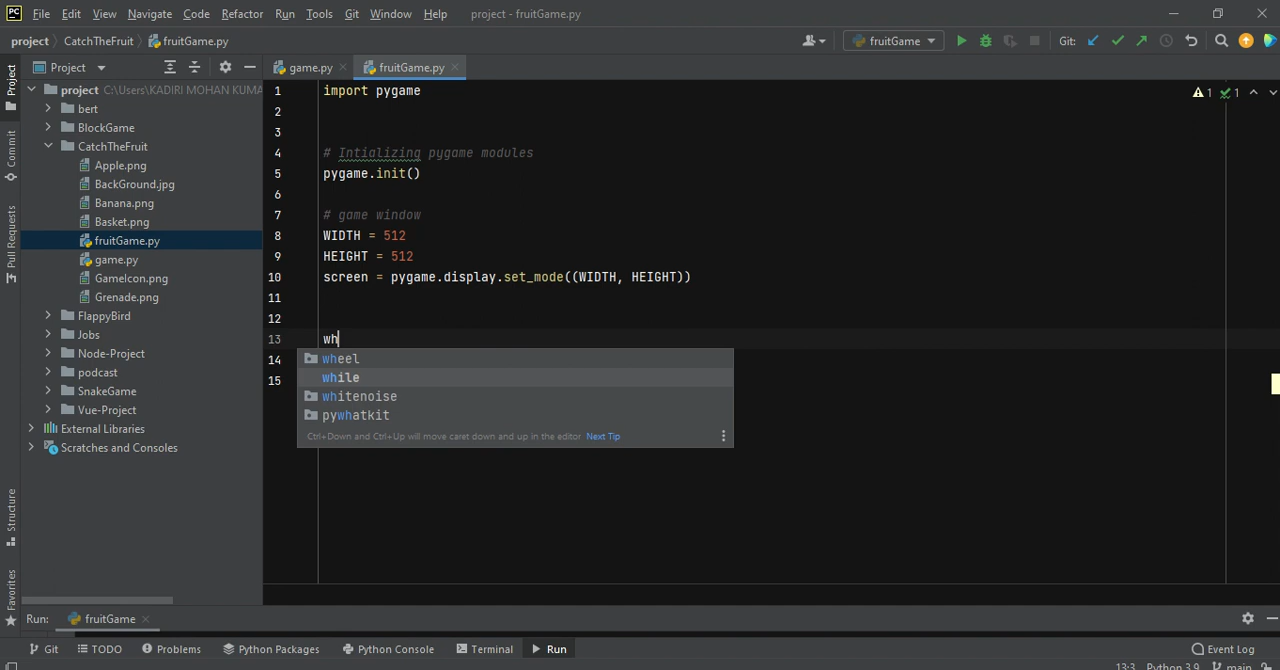 PC File Edit View Navigate Code Refactor Run Tools Git Window Help project - fruitGame.py
project CatchTheFruit fruitGame.py fruitGame Git:
Project game.py fruitGame.py
project C:\Users\KADIRI MOHAN KUMA
bert
BlockGame
CatchTheFruit
Apple.png
BackGround.jpg
Banana.png
Basket.png
fruitGame.py
game.py
GameIcon.png
Grenade.png
FlappyBird
Jobs
Node-Project
podcast
SnakeGame
Vue-Project
External Libraries
Scratches and Consoles
Project
Commit
Pull Requests
Structure
Favorites
1 import pygame
2
3
4 # Intializing pygame modules
5 pygame.init()
6
7 # game window
8 WIDTH = 512
9 HEIGHT = 512
10 screen = pygame.display.set_mode((WIDTH, HEIGHT))
11
12
13 wh
14
15
1 1
wheel
while
whitenoise
pywhatkit
Ctrl+Down and Ctrl+Up will move caret down and up in the editor Next Tip
Run: fruitGame
Git TODO Problems Python Packages Python Console Terminal Run Event Log
13:3 Python 3.9 main